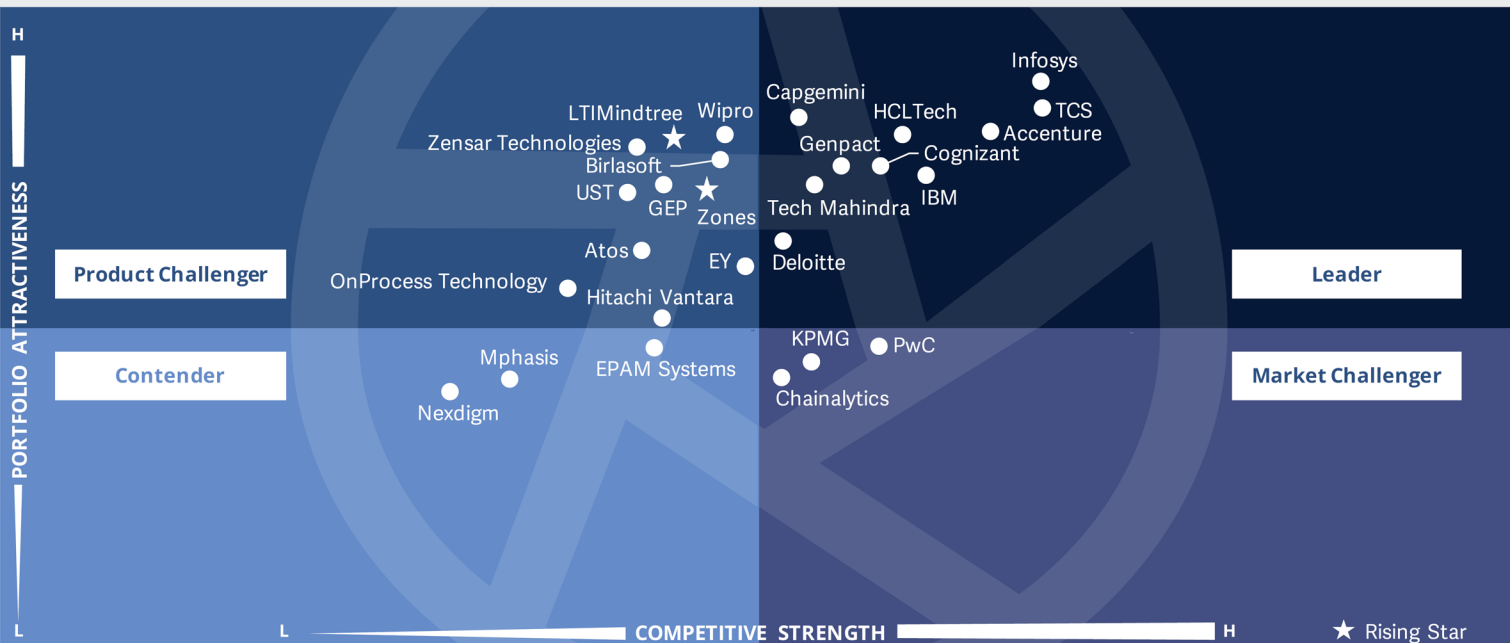 H
Infosys
Capgemini
LTIMindtree
Wipro
HCLTech
TCS
Zensar Technologies
Accenture
Genpact
Cognizant
Birlasoft
UST
GEP
Zones
Tech Mahindra
IBM
Atos
EY
Deloitte
Product Challenger
Leader
OnProcess Technology
Hitachi Vantara
PORTFOLIO ATTRACTIVENESS
KPMG
PwC
Mphasis
EPAM Systems
Contender
Market Challenger
Chainalytics
Nexdigm
L
L
COMPETITIVE STRENGTH
H
Rising Star